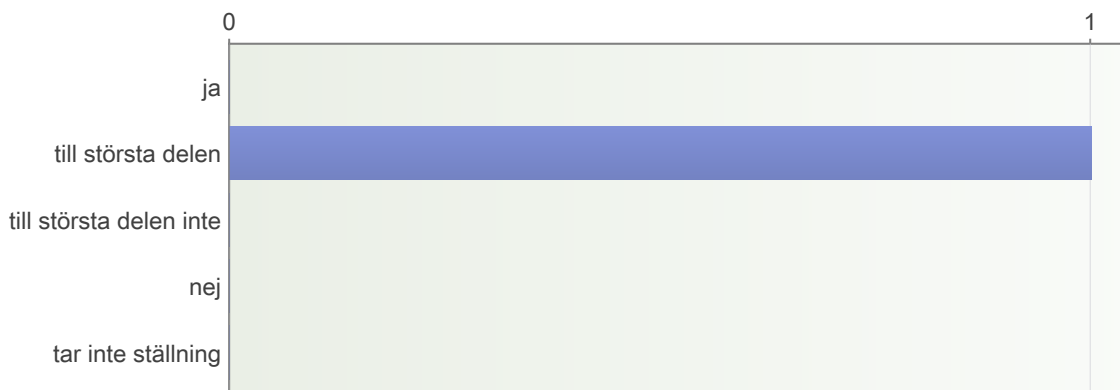 0 1
ja
till största delen
till största delen inte
nej
tar inte ställning